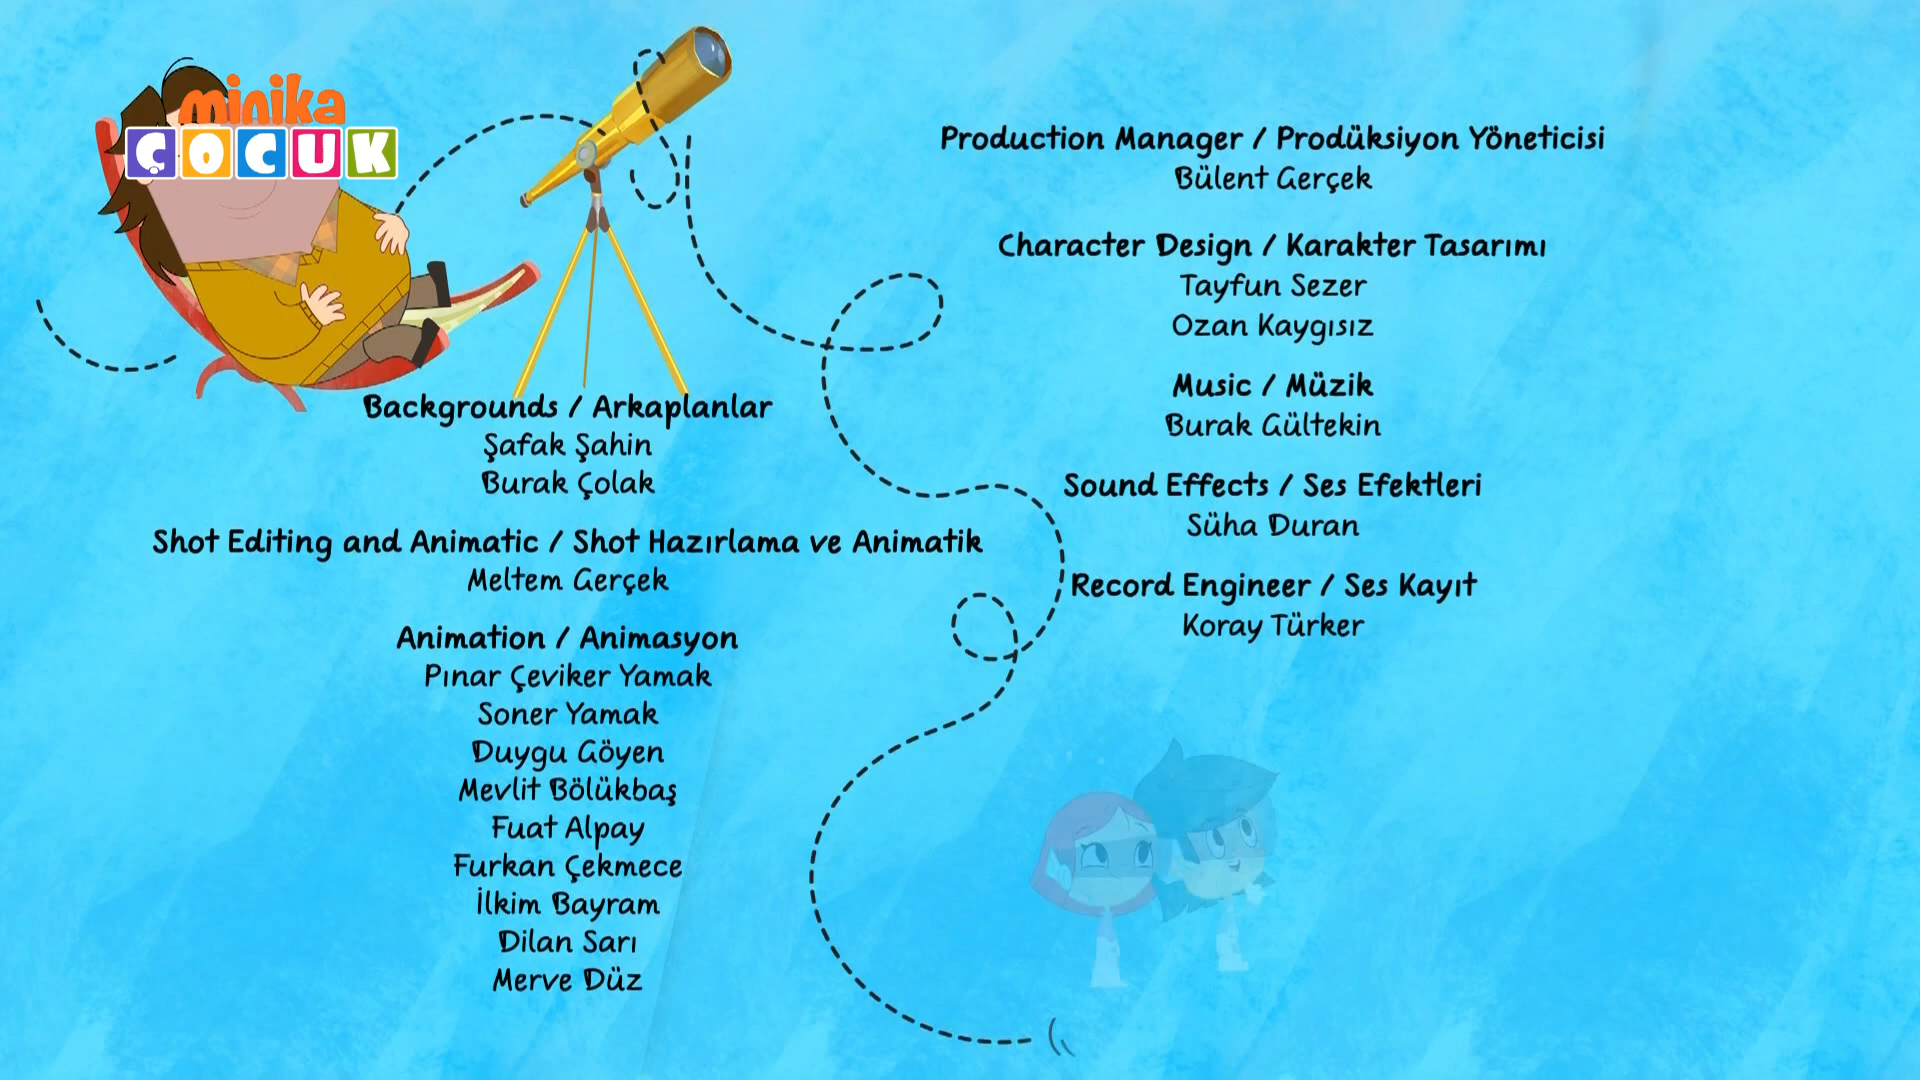 minika
ÇOCUK
Backgrounds / Arkaplanlar
Şafak Şahin
Burak Çolak
Shot Editing and Animatic / Shot Hazırlama ve Animatik
Meltem Gerçek
Animation / Animasyon
Pınar Çeviker Yamak
Soner Yamak
Duygu Göyen
Mevlit Bölükbaş
Fuat Alpay
Furkan Çekmece
İlkim Bayram
Dilan Sarı
Merve Düz
Production Manager / Prodüksiyon Yöneticisi
Bülent Gerçek
Character Design / Karakter Tasarımı
Tayfun Sezer
Ozan Kaygısız
Music / Müzik
Burak Gültekin
Sound Effects / Ses Efektleri
Süha Duran
Record Engineer / Ses Kayıt
Koray Türker